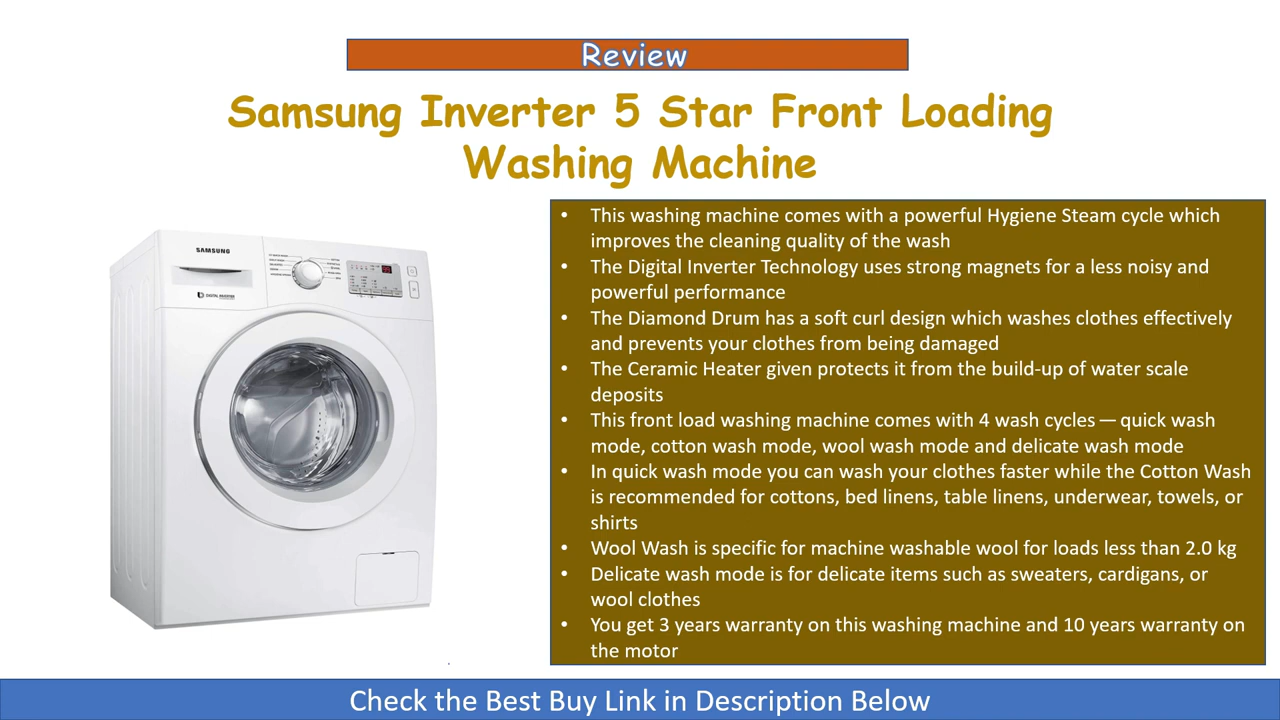 Review
Samsung Inverter 5 Star Front Loading
Washing Machine
SAMSUNG
DIGITAL INVERTER
• This washing machine comes with a powerful Hygiene Steam cycle which
improves the cleaning quality of the wash
• The Digital Inverter Technology uses strong magnets for a less noisy and
powerful performance
• The Diamond Drum has a soft curl design which washes clothes effectively
and prevents your clothes from being damaged
• The Ceramic Heater given protects it from the build-up of water scale
deposits
• This front load washing machine comes with 4 wash cycles — quick wash
mode, cotton wash mode, wool wash mode and delicate wash mode
• In quick wash mode you can wash your clothes faster while the Cotton Wash
is recommended for cottons, bed linens, table linens, underwear, towels, or
shirts
• Wool Wash is specific for machine washable wool for loads less than 2.0 kg
• Delicate wash mode is for delicate items such as sweaters, cardigans, or
wool clothes
• You get 3 years warranty on this washing machine and 10 years warranty on
the motor
Check the Best Buy Link in Description Below